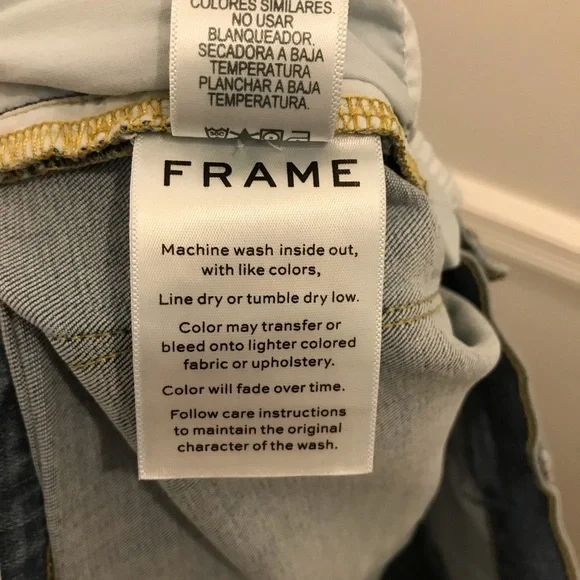 COLORES SIMILARES.
NO USAR
BLANQUEADOR.
SECADORA A BAJA
TEMPERATURA
PLANCHAR A BAJA
TEMPERATURA.
FRAME
Machine wash inside out,
with like colors,
Line dry or tumble dry low.
Color may transfer or
bleed onto lighter colored
fabric or upholstery.
Color will fade over time.
Follow care instructions
to maintain the original
character of the wash.